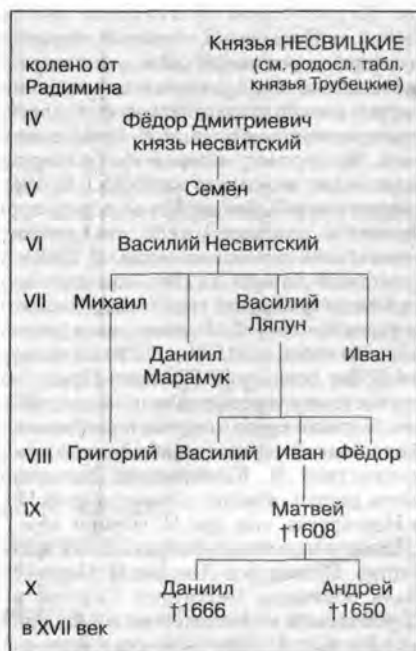 Князья НЕСВИЦКИЕ
колено от (см. родосл. табл.
Радимина князья Трубецкие)
IV Фёдор Дмитриевич
князь несвитский
V Семён
VI Василий Несвитский
VII Михаил Василий
Ляпун
Даниил Иван
Марамук
VIII Григорий Василий Иван Фёдор
IX Матвей
†1608
X Даниил Андрей
†1666 †1650
в XVII век